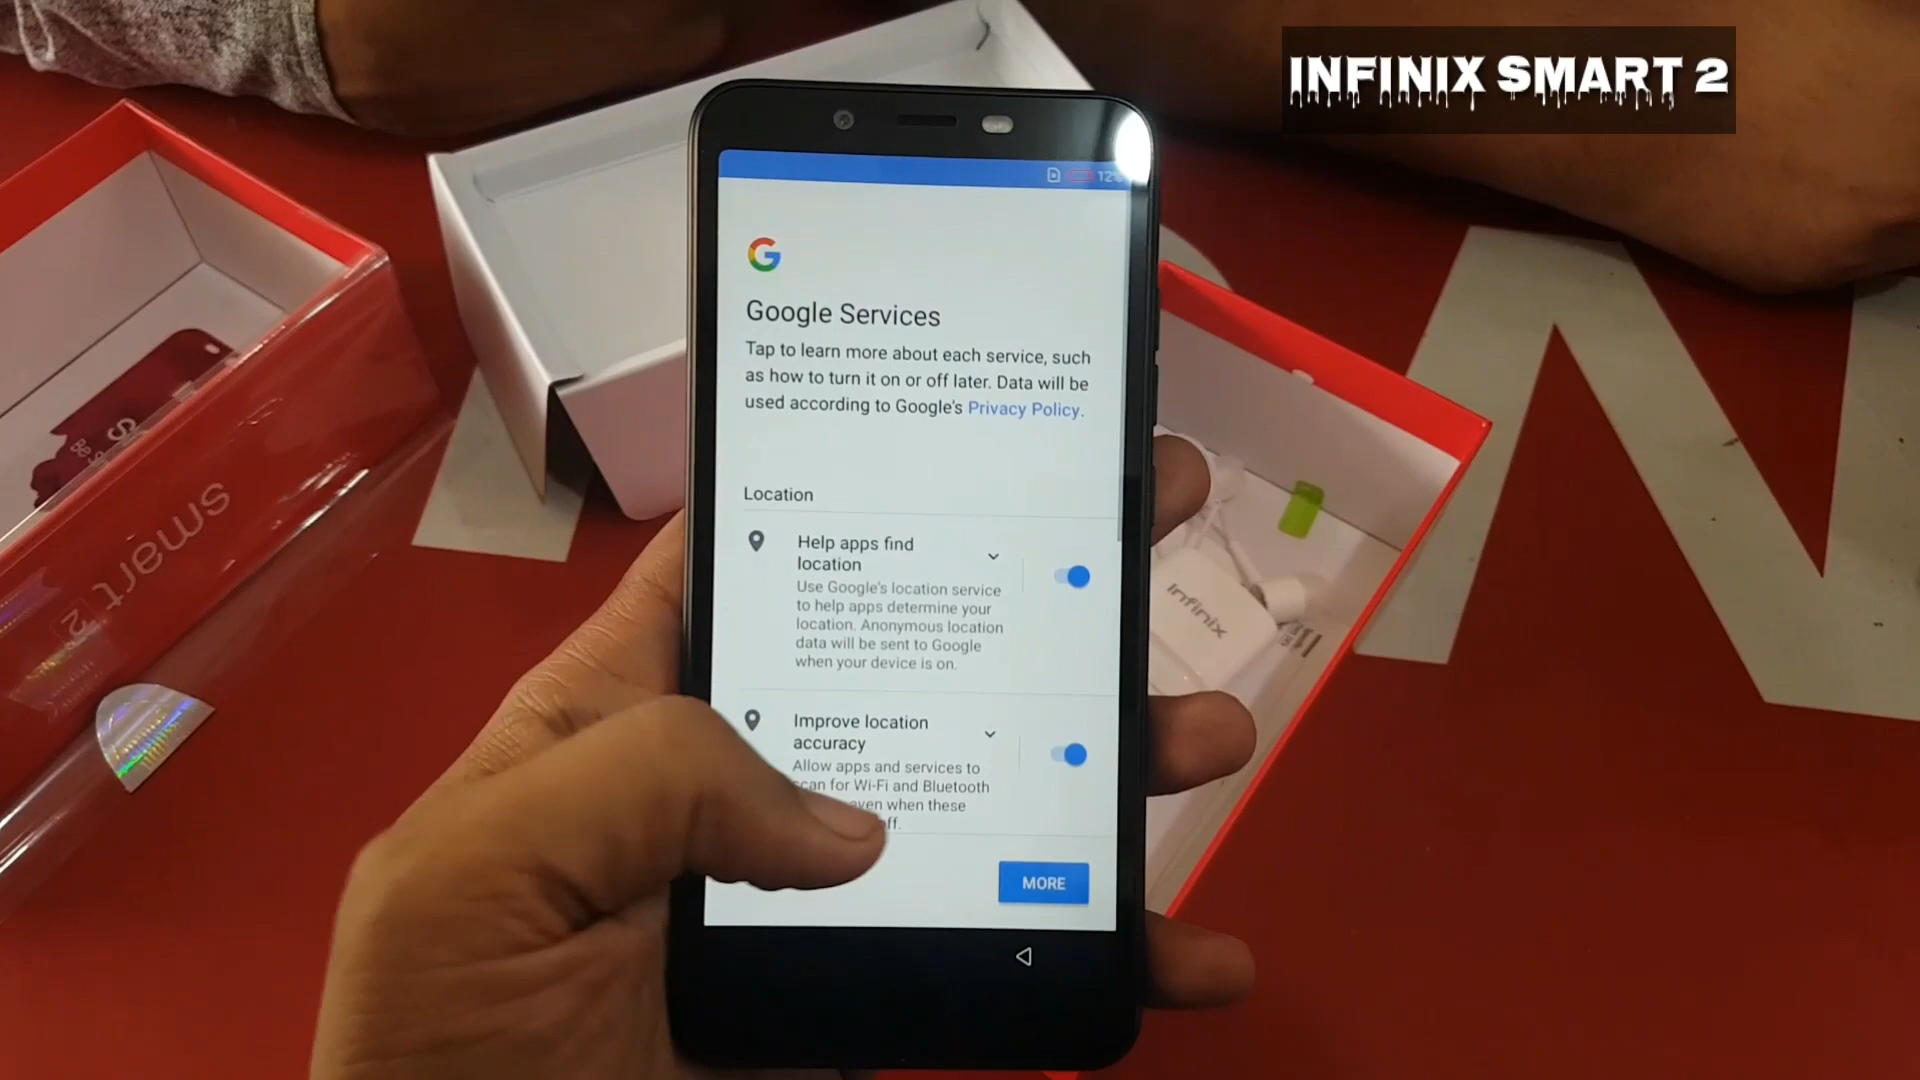 INFINIX SMART 2
12%
Google Services
Tap to learn more about each service, such
as how to turn it on or off later. Data will be
used according to Google's Privacy Policy.
Location
Help apps find
location
Use Google's location service
to help apps determine your
location. Anonymous location
data will be sent to Google
when your device is on.
Improve location
accuracy
Allow apps and services to
scan for Wi-Fi and Bluetooth
even when these
off.
MORE
smart 2
Infinix